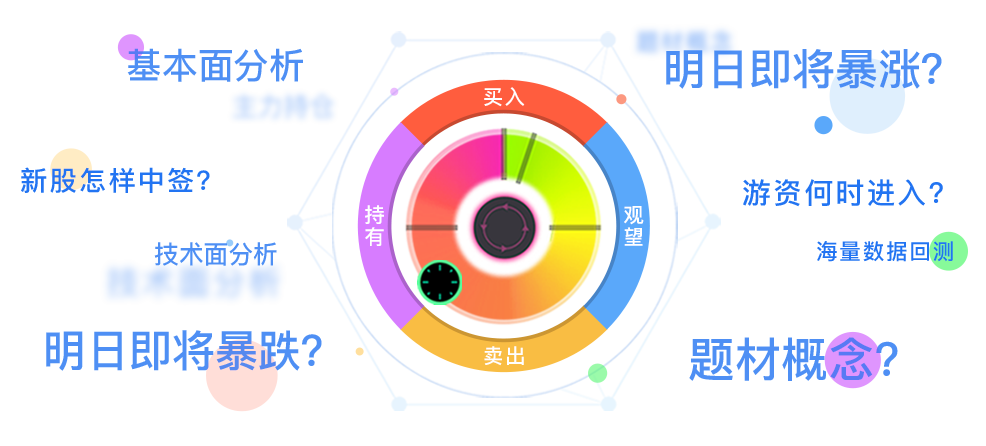 基本面分析
题材概念
明日即将暴涨?
主力持仓
买入
新股怎样中签?
持有
观望
游资何时进入?
技术面分析
海量数据回测
技术面分析
明日即将暴跌?
卖出
题材概念?